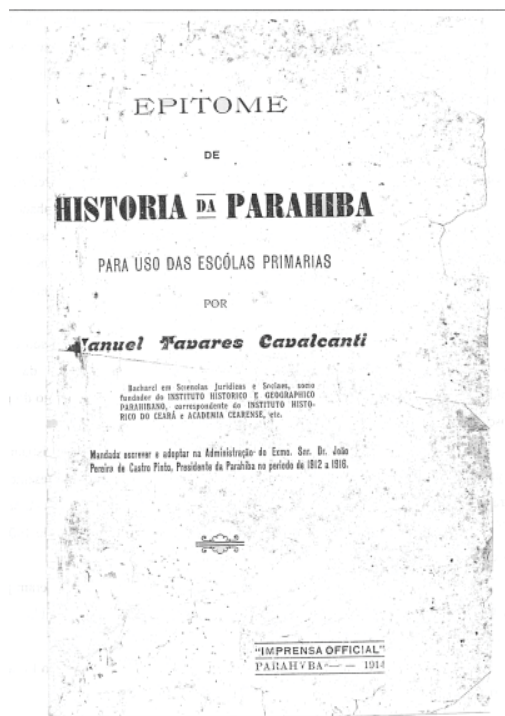 EPITOME
DE
HISTORIA DA PARAHIBA
PARA USO DAS ESCÓLAS PRIMARIAS
POR
Manuel Tavares Cavalcanti
Bacharel em Sciencias Juridicas e Sociaes, socio
fundador do INSTITUTO HISTORICO E GEOGRAPHICO
PARAHIBANO, correspondente do INSTITUTO HISTO-
RICO DO CEARÁ e ACADEMIA CEARENSE, etc.
Mandada escrever e adoptar na Administração do Exmo. Snr. Dr. João
Pereira de Castro Pinto, Presidente da Parahiba no periodo de 1912 a 1916.
"IMPRENSA OFFICIAL"
PARAHYBA — — 1914